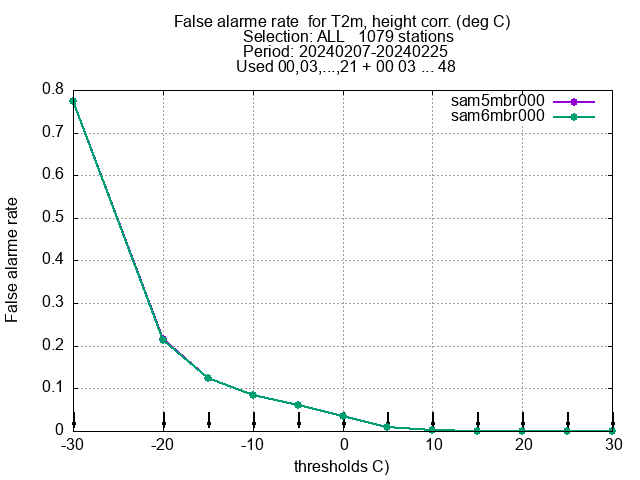 False alarme rate  for T2m, height corr. (deg C)
Selection: ALL   1079 stations
Period: 20240207-20240225
Used 00,03,...,21 + 00 03 ... 48
sam5mbr000
sam6mbr000
False alarme rate
0.8
0.7
0.6
0.5
0.4
0.3
0.2
0.1
0
-30 -20 -10 0 10 20 30
thresholds C)